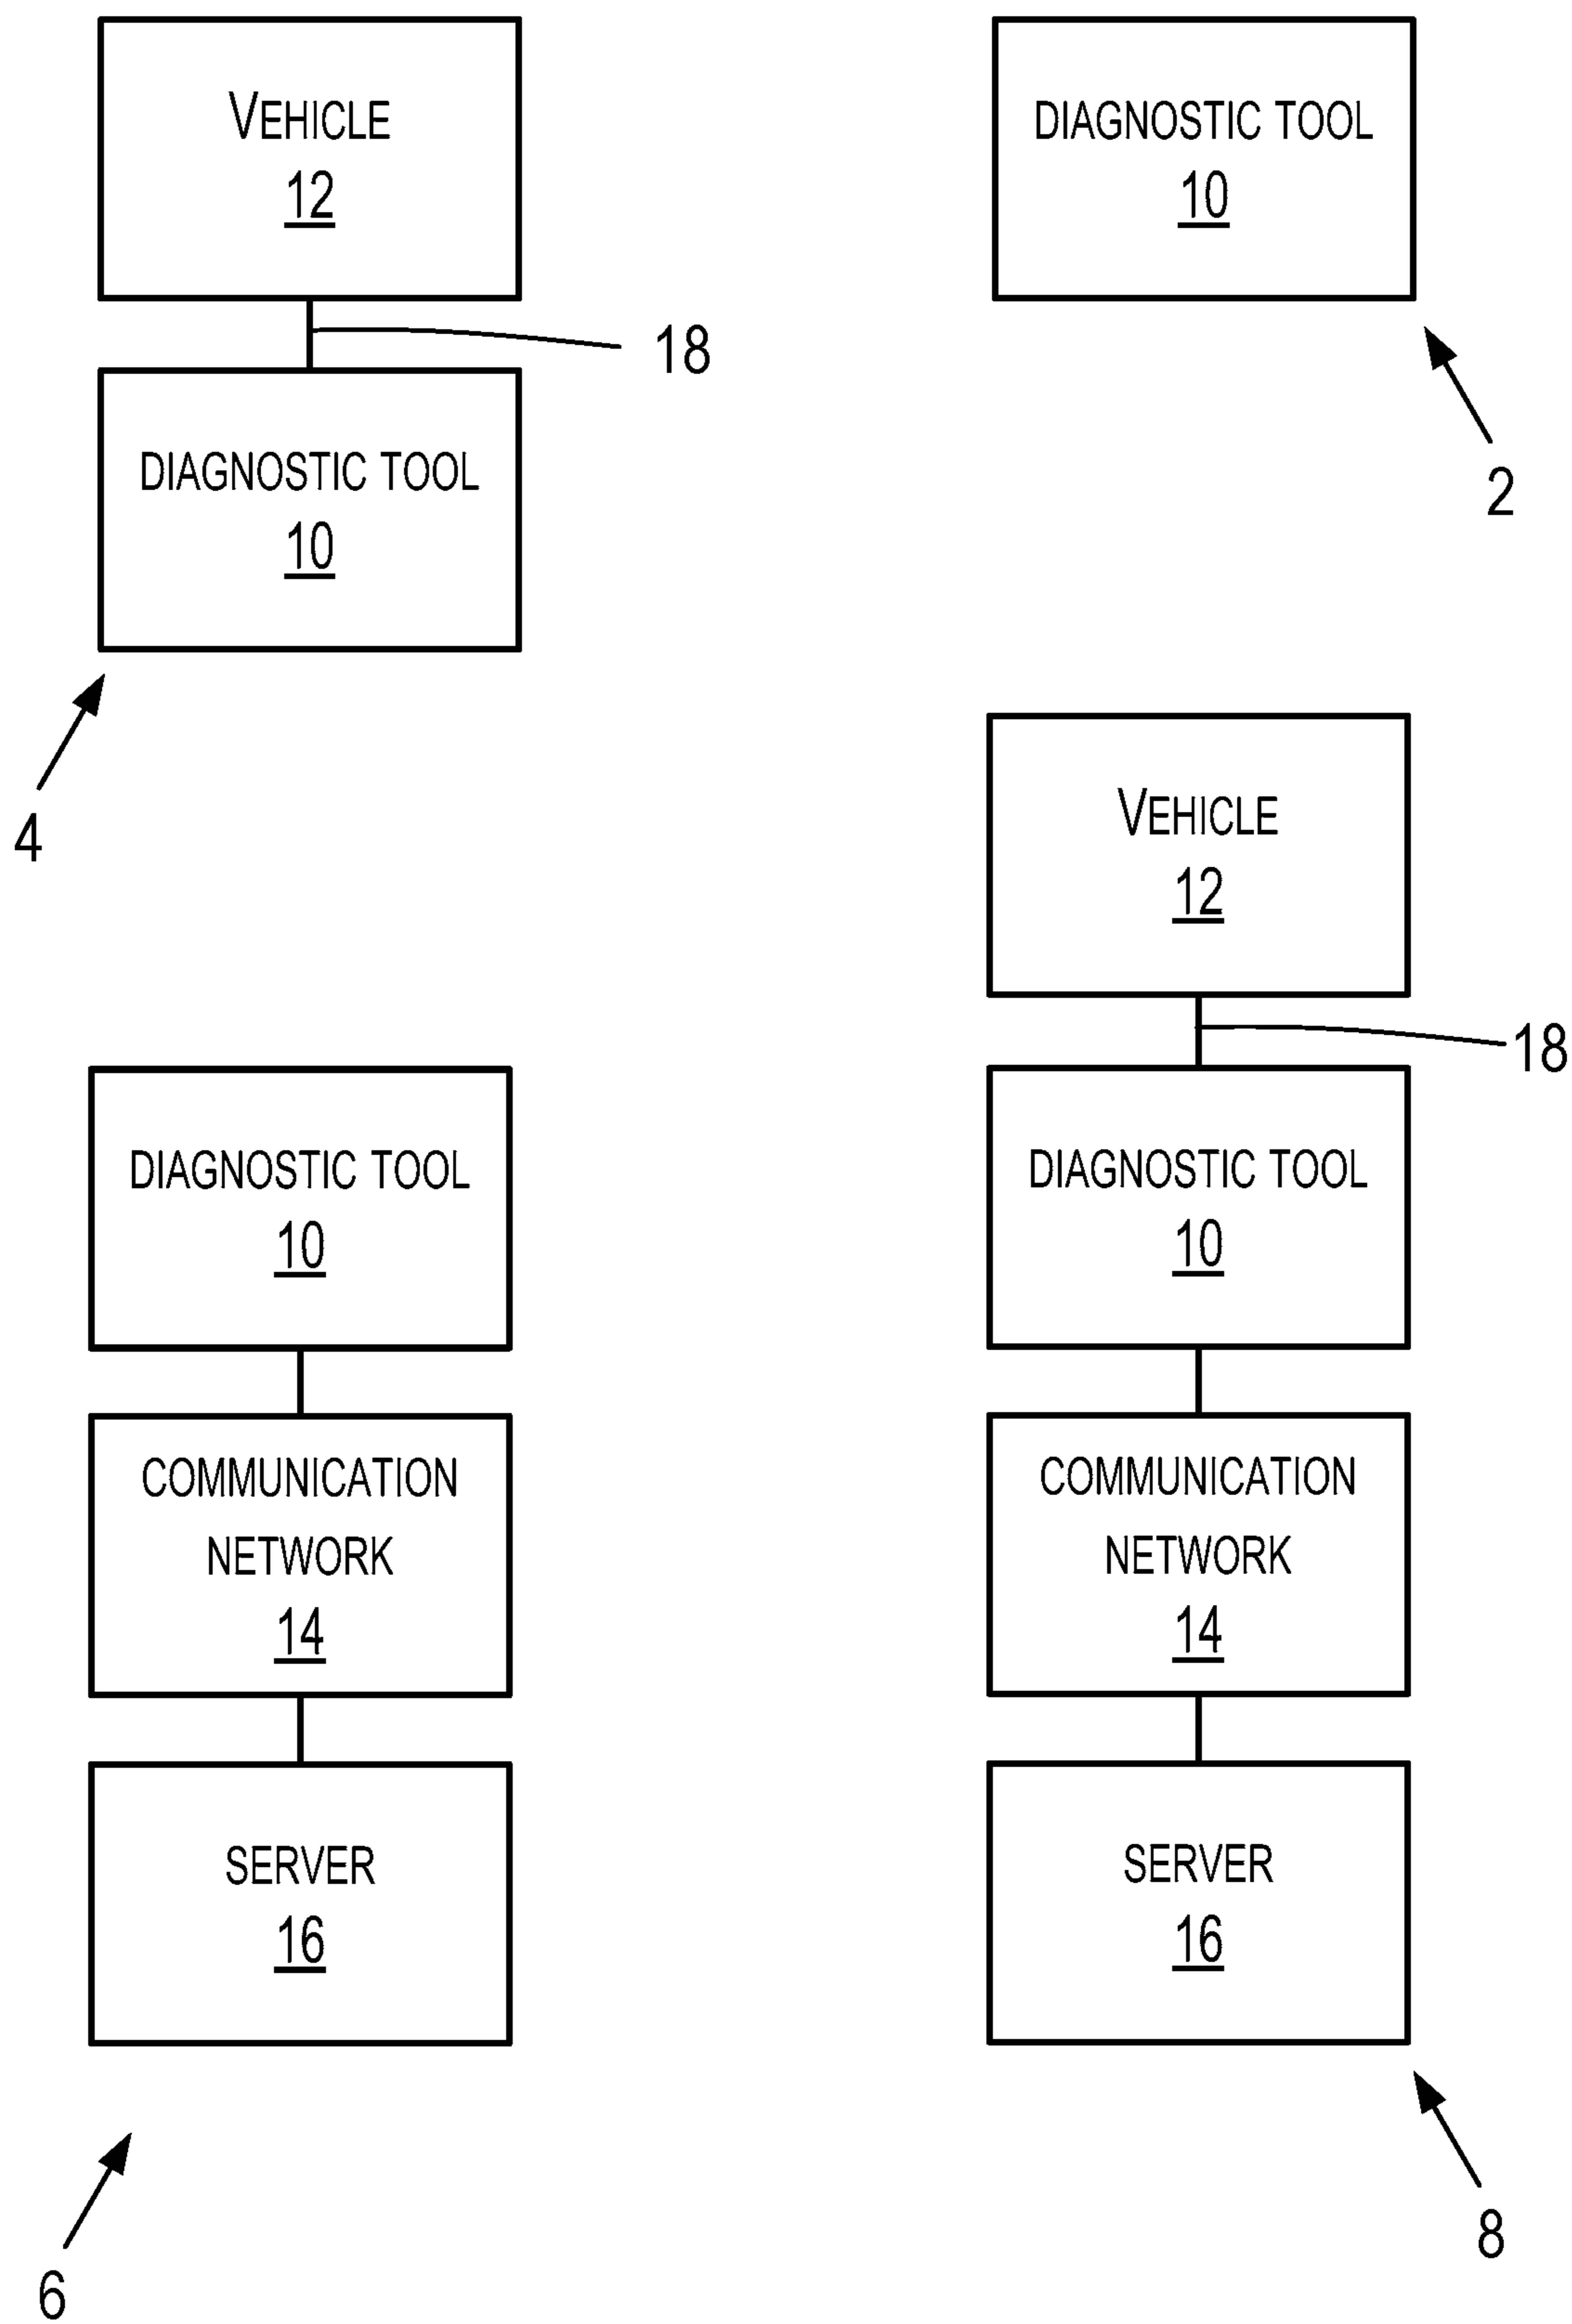 VEHICLE
12
18
DIAGNOSTIC TOOL
10
4
DIAGNOSTIC TOOL
10
2
VEHICLE
12
18
DIAGNOSTIC TOOL
10
COMMUNICATION
NETWORK
14
SERVER
16
8
DIAGNOSTIC TOOL
10
COMMUNICATION
NETWORK
14
SERVER
16
6